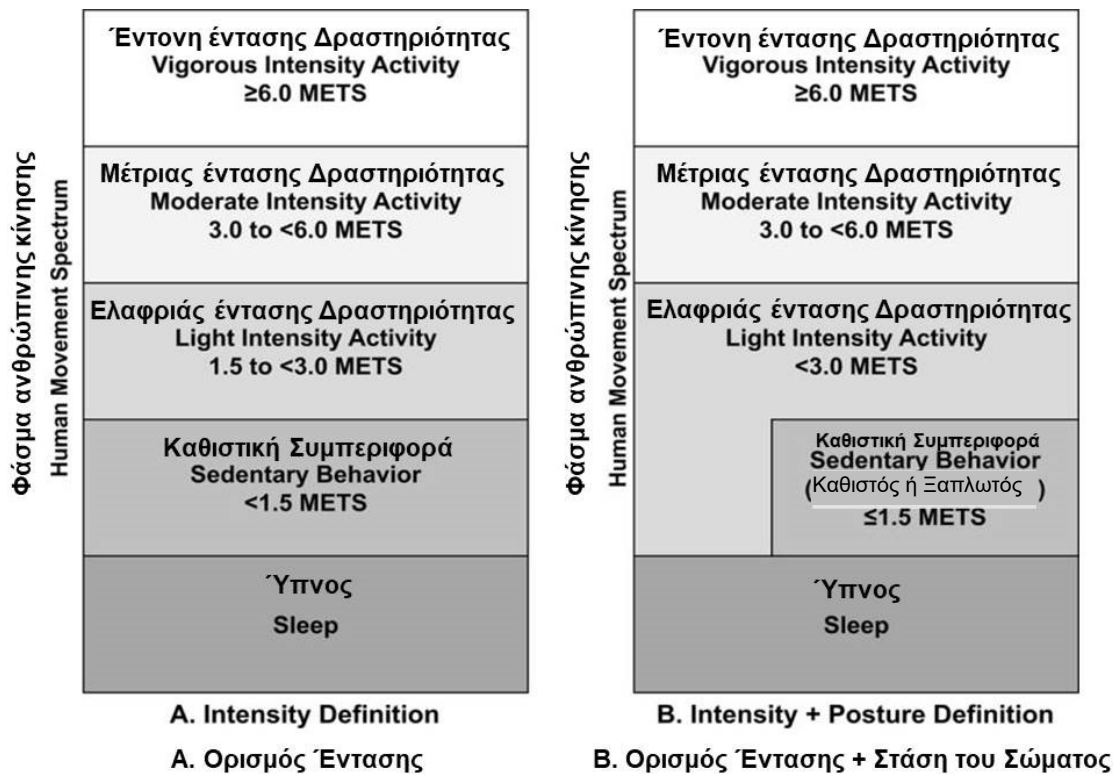 Έντονη έντασης Δραστηριότητας
Vigorous Intensity Activity
≥6.0 METS
Μέτριας έντασης Δραστηριότητας
Moderate Intensity Activity
3.0 to <6.0 METS
Ελαφριάς έντασης Δραστηριότητας
Light Intensity Activity
1.5 to <3.0 METS
Καθιστική Συμπεριφορά
Sedentary Behavior
<1.5 METS
Ύπνος
Sleep
Φάσμα ανθρώπινης κίνησης
Human Movement Spectrum
A. Intensity Definition
Α. Ορισμός Έντασης
Έντονη έντασης Δραστηριότητας
Vigorous Intensity Activity
≥6.0 METS
Μέτριας έντασης Δραστηριότητας
Moderate Intensity Activity
3.0 to <6.0 METS
Ελαφριάς έντασης Δραστηριότητας
Light Intensity Activity
<3.0 METS
Καθιστική Συμπεριφορά
Sedentary Behavior
(Καθιστός ή Ξαπλωτός )
≤1.5 METS
Ύπνος
Sleep
Φάσμα ανθρώπινης κίνησης
Human Movement Spectrum
B. Intensity + Posture Definition
Β. Ορισμός Έντασης + Στάση του Σώματος